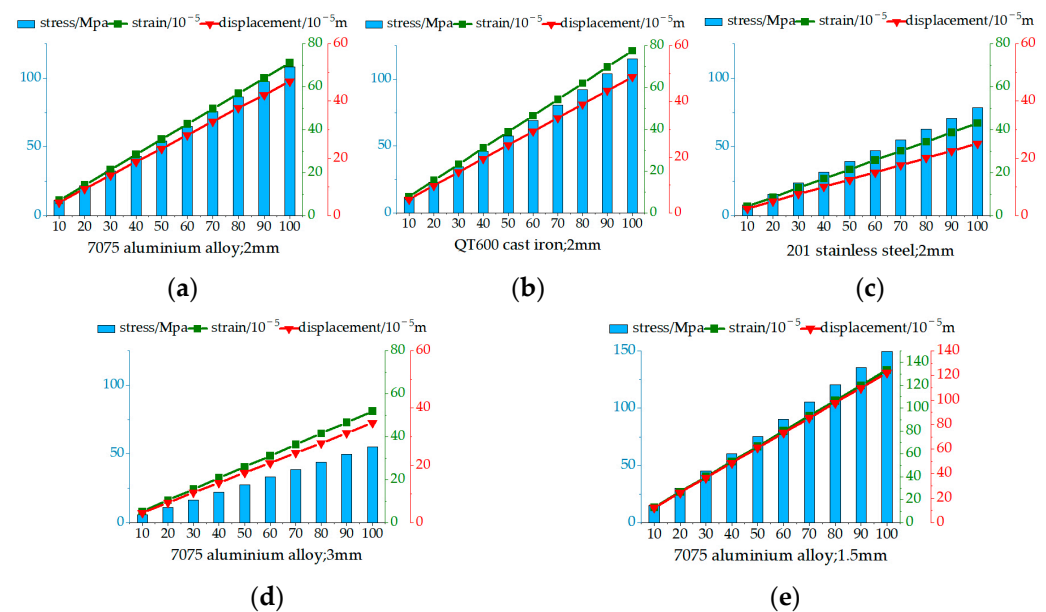 stress/Mpa strain/10⁻⁵ displacement/10⁻⁵m
stress/Mpa strain/10⁻⁵ displacement/10⁻⁵m
stress/Mpa strain/10⁻⁵ displacement/10⁻⁵m
0 50 100
0 20 40 60 80
0 20 40 60
10 20 30 40 50 60 70 80 90 100
7075 aluminium alloy;2mm
(a)
0 25 50 75 100
0 20 40 60 80
0 20 40 60
10 20 30 40 50 60 70 80 90 100
QT600 cast iron;2mm
(b)
0 50 100
0 20 40 60 80
0 20 40 60
10 20 30 40 50 60 70 80 90 100
201 stainless steel;2mm
(c)
stress/Mpa strain/10⁻⁵ displacement/10⁻⁵m
0 50 100
0 20 40 60 80
0 20 40 60
10 20 30 40 50 60 70 80 90 100
7075 aluminium alloy;3mm
(d)
stress/Mpa strain/10⁻⁵ displacement/10⁻⁵m
0 50 100 150
0 20 40 60 80 100 120 140
0 20 40 60 80 100 120 140
10 20 30 40 50 60 70 80 90 100
7075 aluminium alloy;1.5mm
(e)